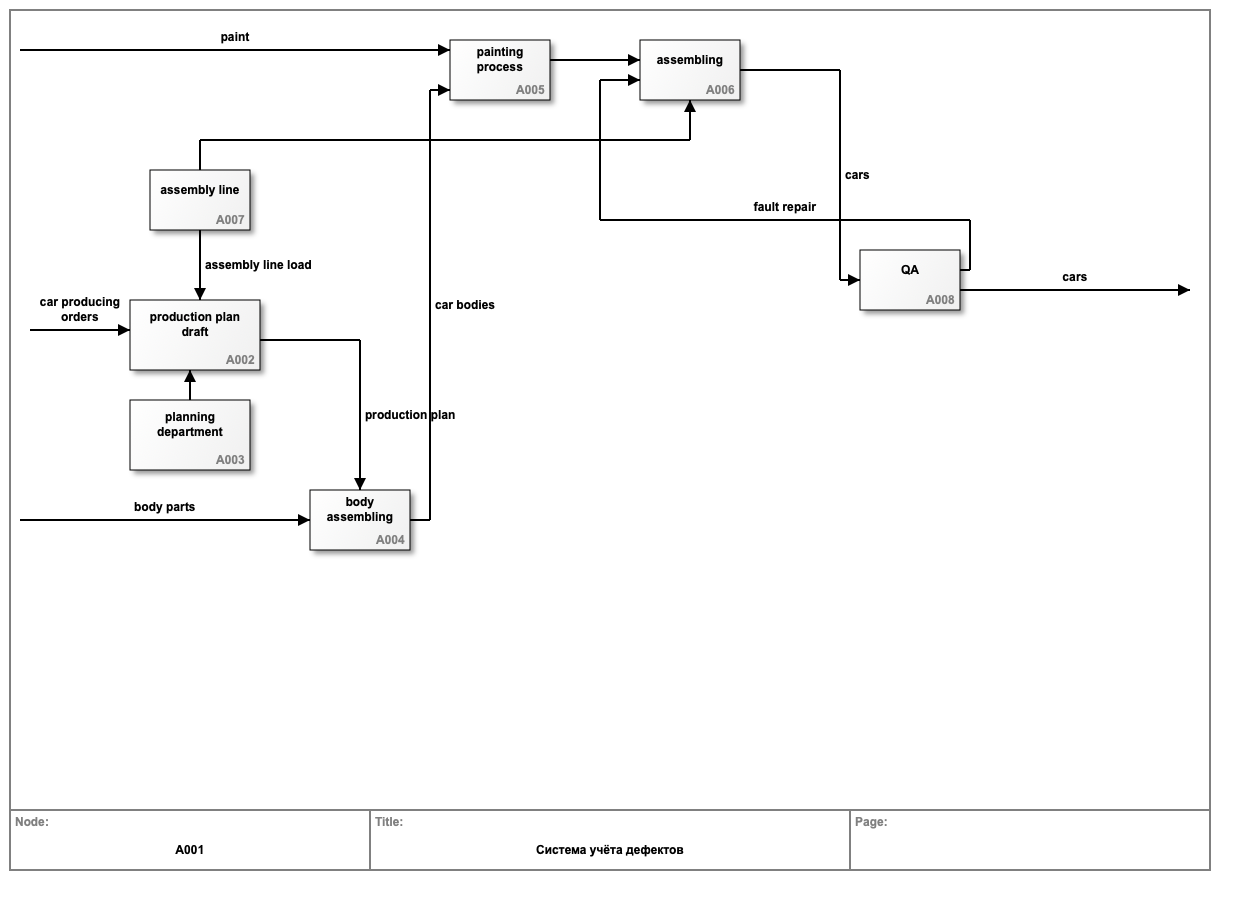 paint
painting
process
A005
assembling
A006
cars
assembly line
A007
fault repair
assembly line load
QA
A008
cars
car producing
orders
production plan
draft
A002
car bodies
planning
department
A003
production plan
body parts
body
assembling
A004
Node:
A001
Title:
Система учёта дефектов
Page: